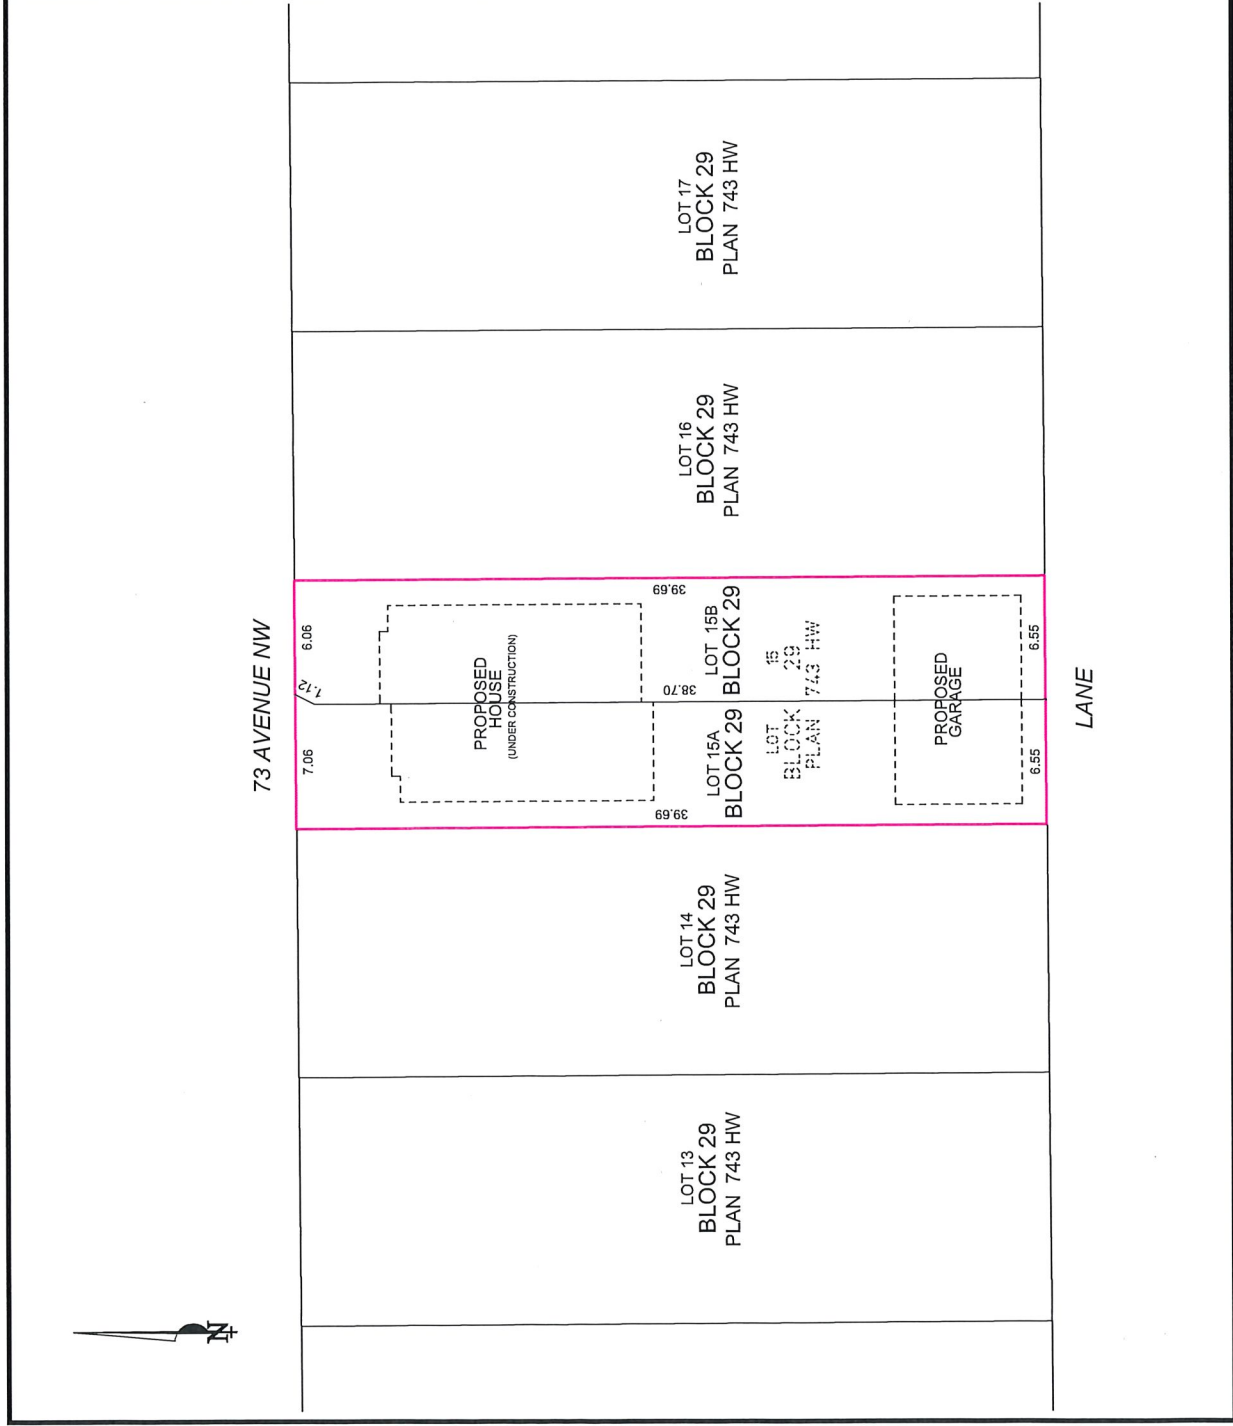 73 AVENUE NW
7.06
1.12
6.06
PROPOSED
HOUSE
(UNDER CONSTRUCTION)
39.69
38.70
39.69
LOT 13
BLOCK 29
PLAN 743 HW
LOT 14
BLOCK 29
PLAN 743 HW
LOT 15A
BLOCK 29
LOT 15B
BLOCK 29
LOT 15
BLOCK 29
PLAN 743 HW
LOT 16
BLOCK 29
PLAN 743 HW
LOT 17
BLOCK 29
PLAN 743 HW
PROPOSED
GARAGE
6.55
6.55
LANE
N